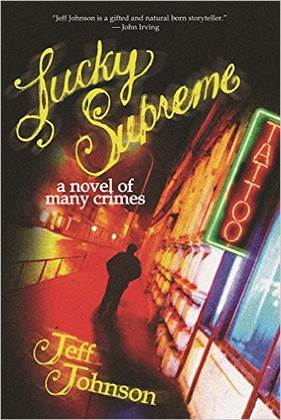 "Jeff Johnson is a gifted and natural born storyteller."
— John Irving
Lucky
Supreme
a novel of
many crimes
TATTOO
Jeff
Johnson